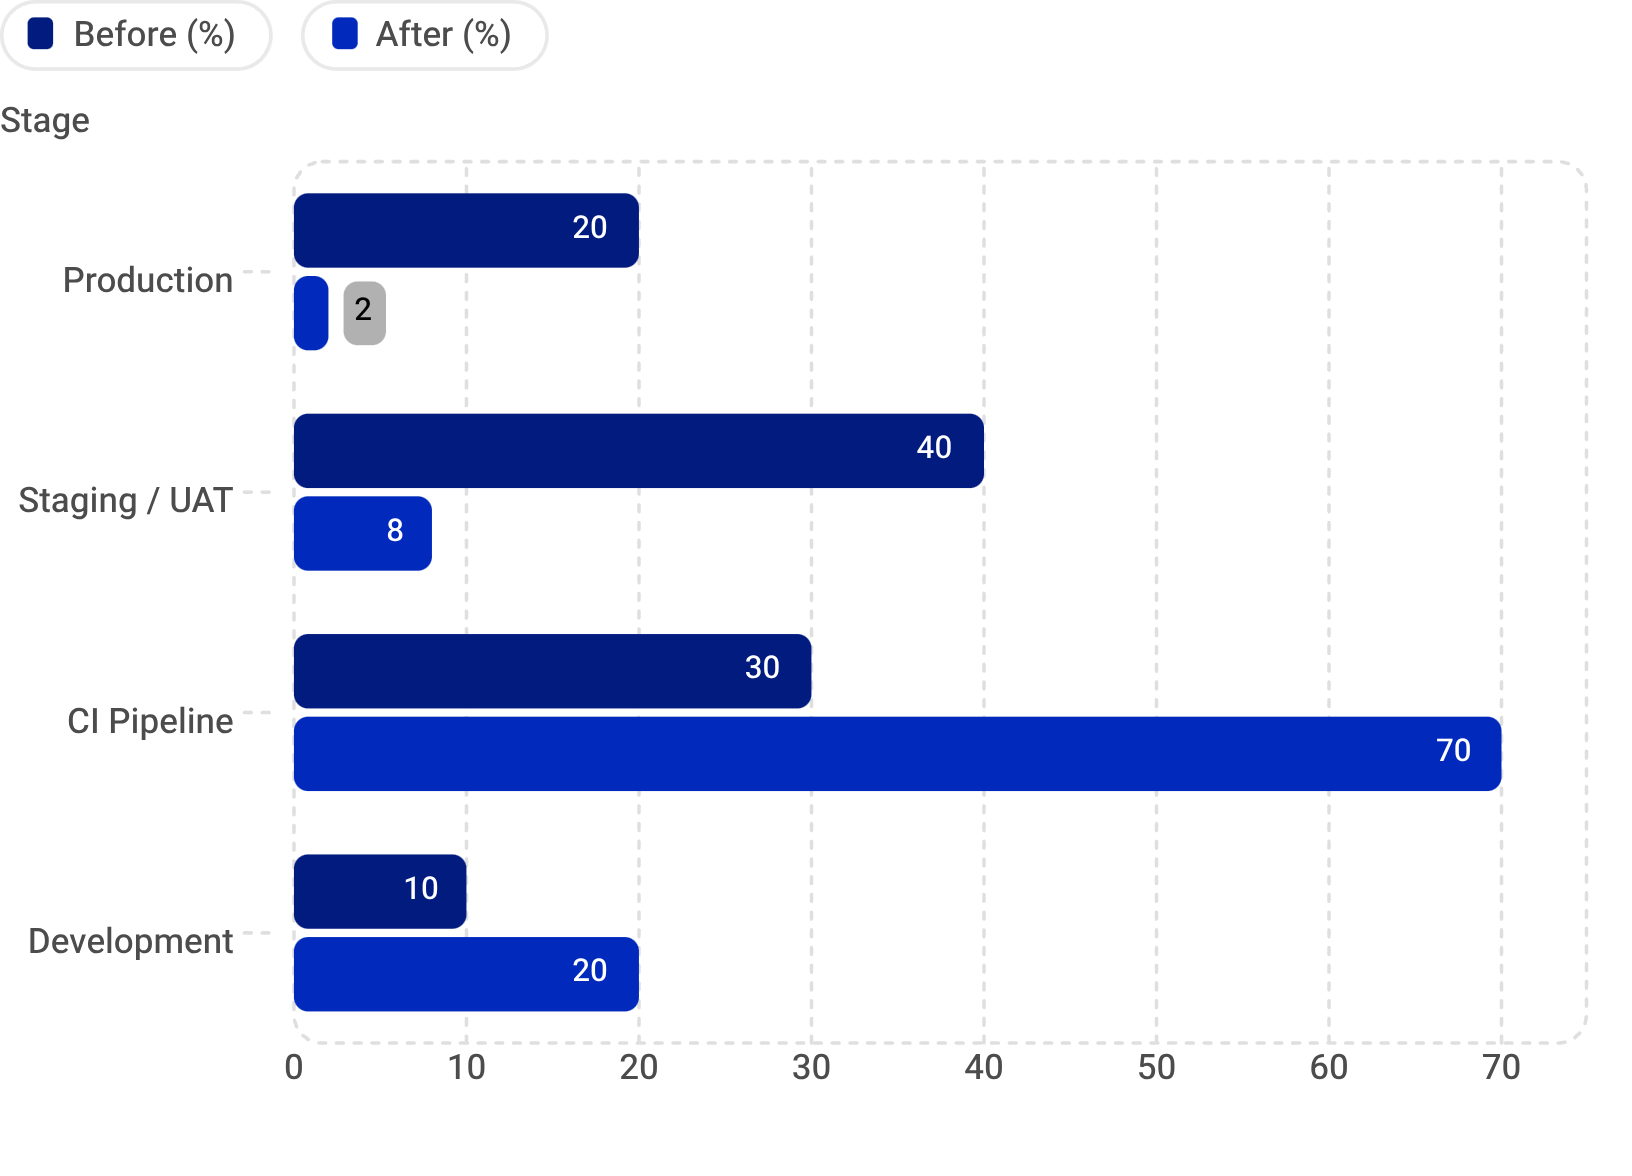 Before (%) After (%)
Stage
20
Production
2
40
Staging / UAT
8
30
CI Pipeline
70
10
Development
20
0 10 20 30 40 50 60 70